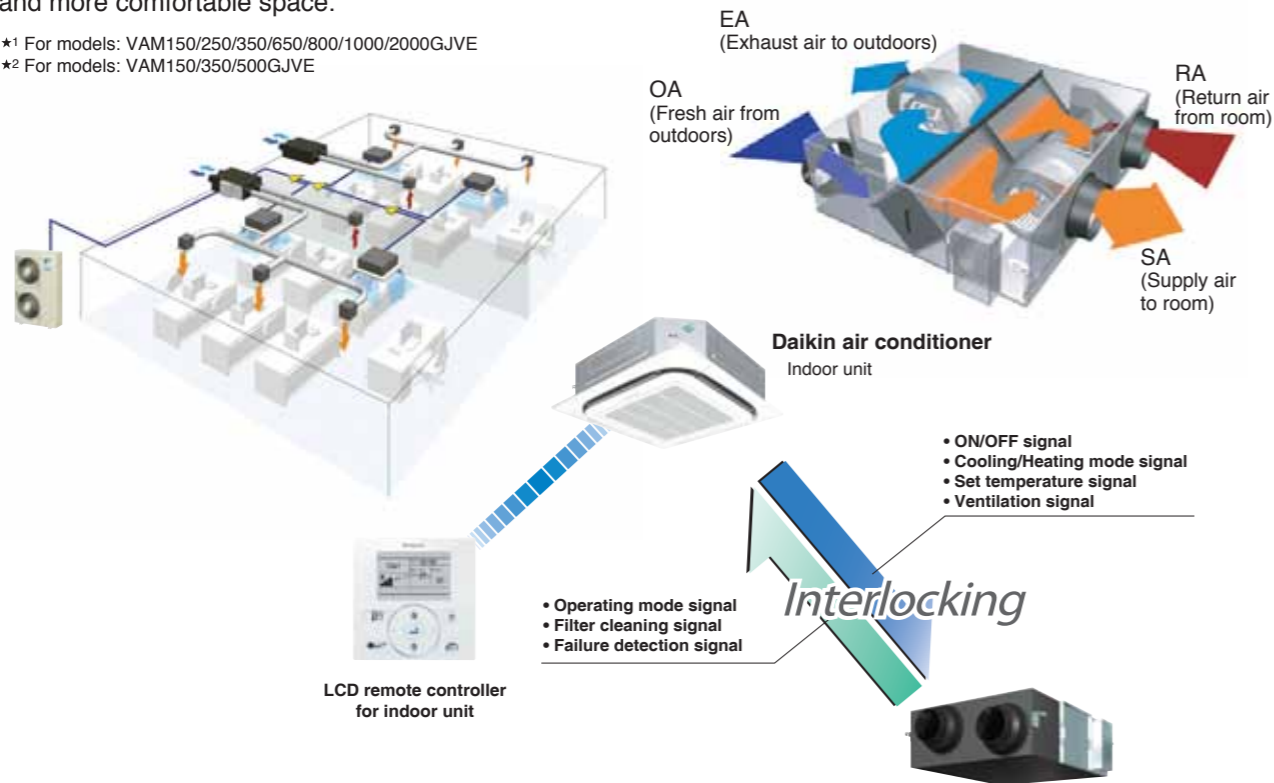 and more comfortable space.
★1 For models: VAM150/250/350/650/800/1000/2000GJVE
★2 For models: VAM150/350/500GJVE
EA
(Exhaust air to outdoors)
OA
(Fresh air from
outdoors)
RA
(Return air
from room)
SA
(Supply air
to room)
Daikin air conditioner
Indoor unit
• ON/OFF signal
• Cooling/Heating mode signal
• Set temperature signal
• Ventilation signal
Interlocking
• Operating mode signal
• Filter cleaning signal
• Failure detection signal
LCD remote controller
for indoor unit